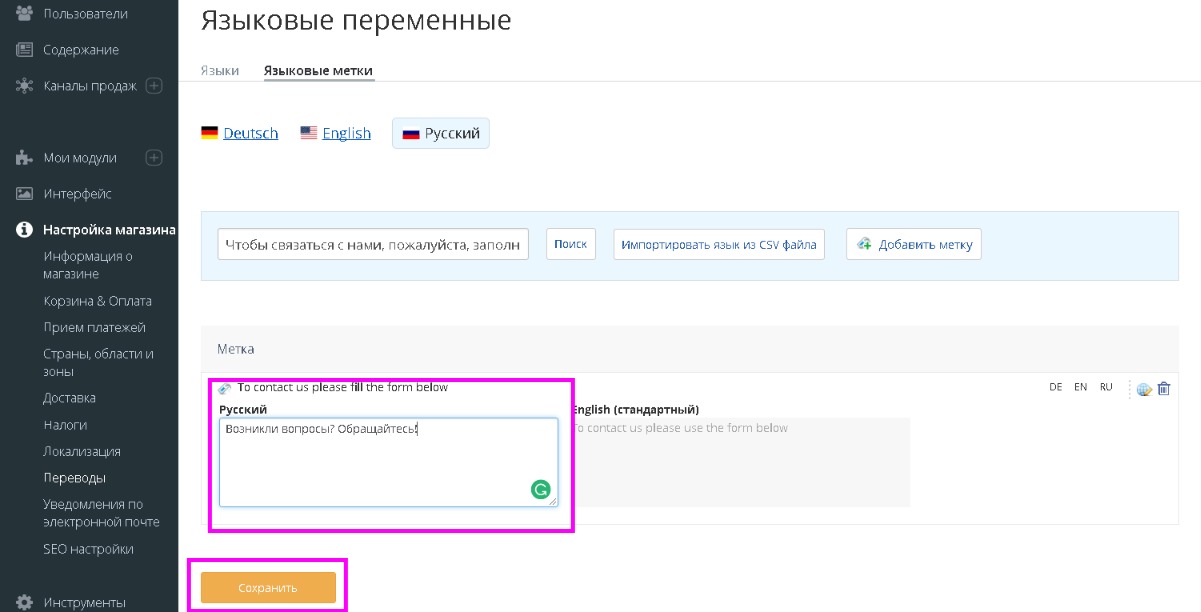 Пользователи
Содержание
Каналы продаж
Мои модули
Интерфейс
Настройка магазина
Информация о
магазине
Корзина & Оплата
Прием платежей
Страны, области и
зоны
Доставка
Налоги
Локализация
Переводы
Уведомления по
электронной почте
SEO настройки
Инструменты
Языковые переменные
Языки Языковые метки
Deutsch English Русский
Чтобы связаться с нами, пожалуйста, заполн Поиск Импортировать язык из CSV файла Добавить метку
Метка
To contact us please fill the form below DE EN RU
Русский English (стандартный)
Возникли вопросы? Обращайтесь! To contact us please use the form below
Сохранить